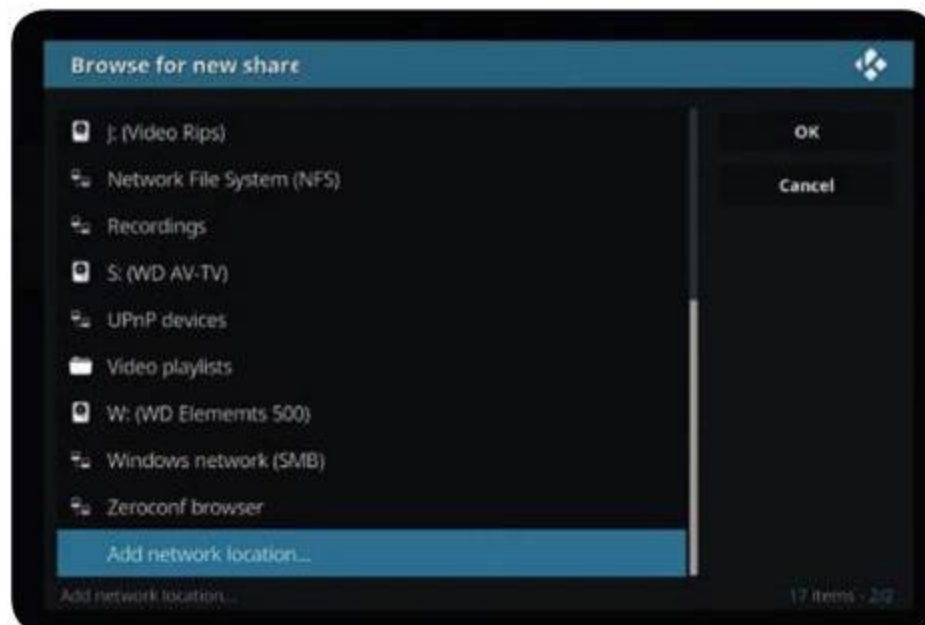 Browse for new share
J: (Video Rips)
Network File System (NFS)
Recordings
S: (WD AV-TV)
UPnP devices
Video playlists
W: (WD Elememts 500)
Windows network (SMB)
Zeroconf browser
Add network location...
OK
Cancel
Add network location...
17 items - 2/2